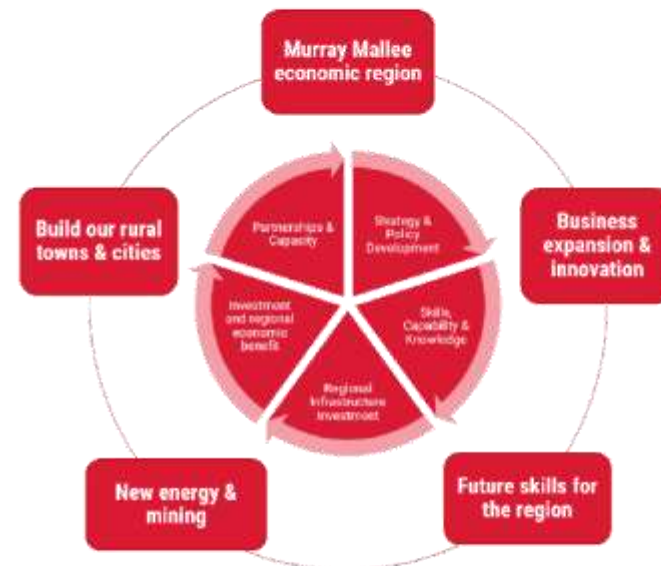 Murray Mallee
economic region
Build our rural
towns & cities
Business
expansion &
innovation
Partnerships &
Capacity
Strategy &
Policy
Development
Investment
and regional
economic
benefit
Skills,
Capability &
Knowledge
Regional
Infrastructure
Investment
New energy &
mining
Future skills for
the region